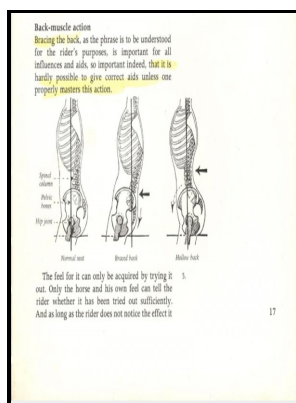 Back-muscle action
Bracing the back, as the phrase is to be understood
for the rider's purposes, is important for all
influences and aids, so important indeed, that it is
hardly possible to give correct aids unless one
properly masters this action.
Spinal
column
Pelvic
bones
Hip joint
Normal seat
Braced back
Hollow back
The feel for it can only be acquired by trying it
out. Only the horse and his own feel can tell the
rider whether it has been tried out sufficiently.
And as long as the rider does not notice the effect it
5.
17